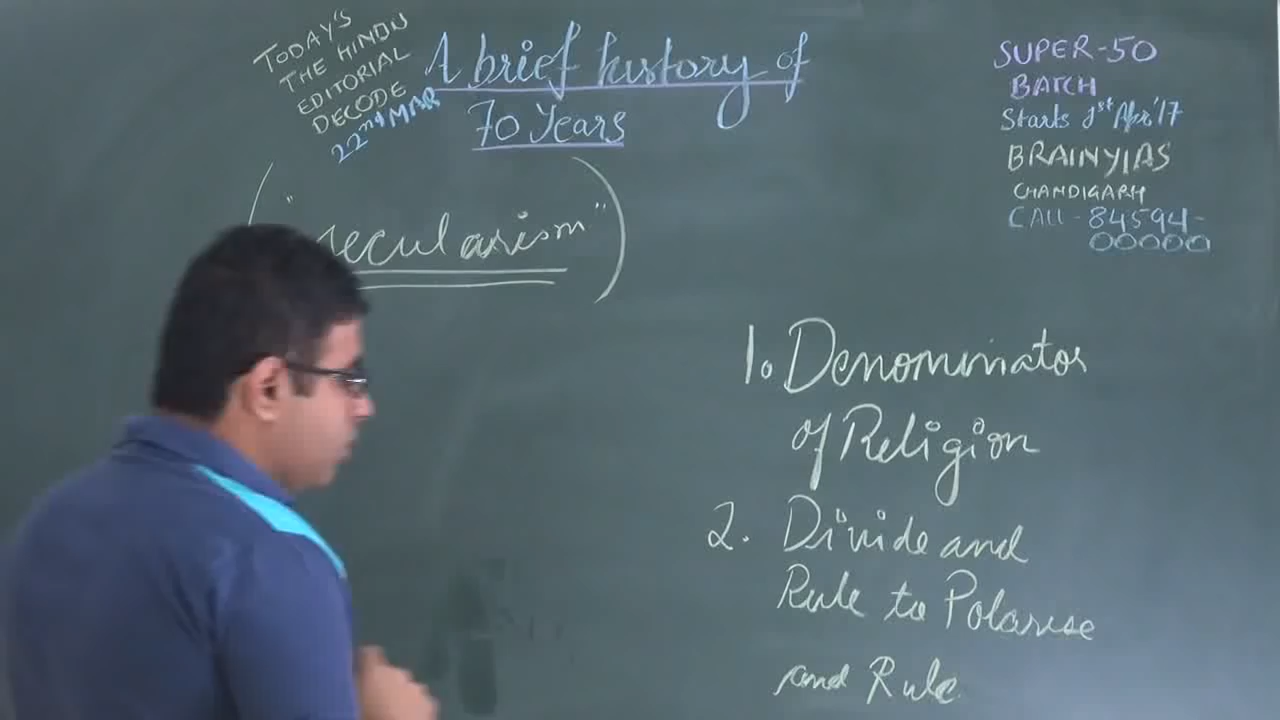 TODAY'S
THE HINDU
EDITORIAL
DECODE
22nd MAR
A brief history of
70 Years
("secularism")
SUPER-50
BATCH
Starts 1st Apr'17
BRAINYIAS
CHANDIGARH
CALL - 84594-
00000
1. Denominator
of Religion
2. Divide and
Rule to Polarise
and Rule